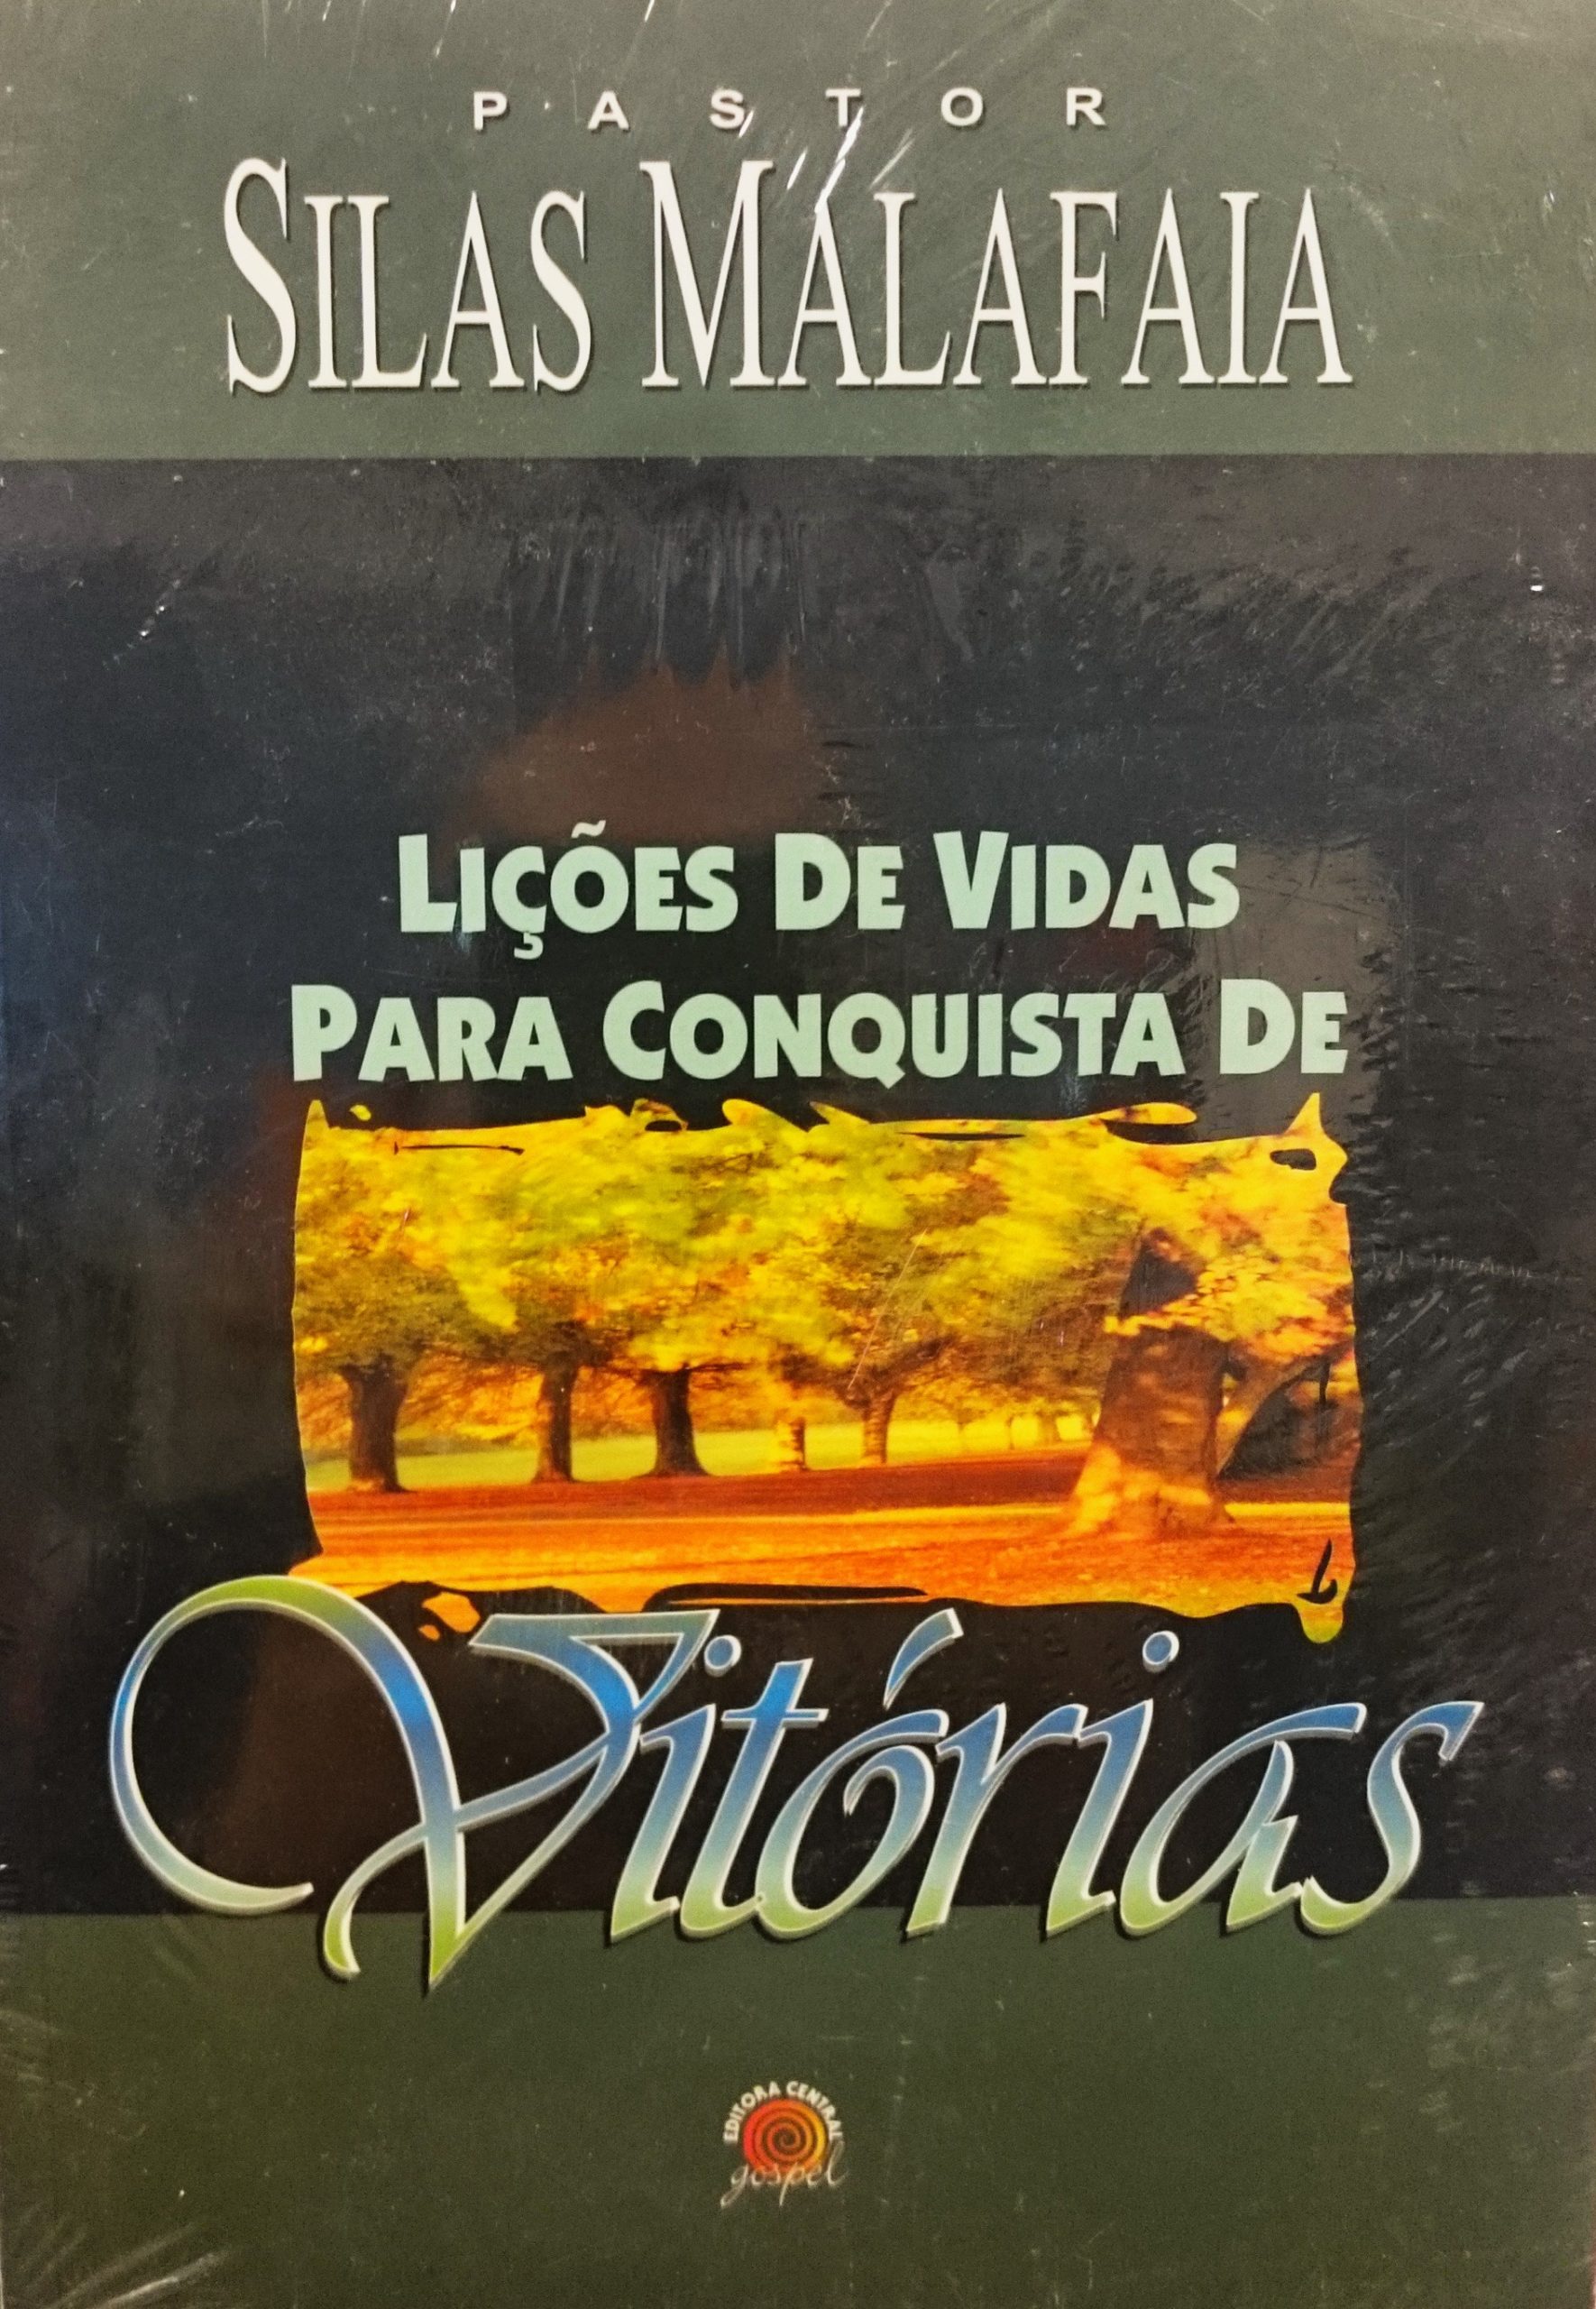 PASTOR
SILAS MALAFAIA
LIÇÕES DE VIDAS
PARA CONQUISTA DE
Vitórias
EDITORA CENTRAL
gospel